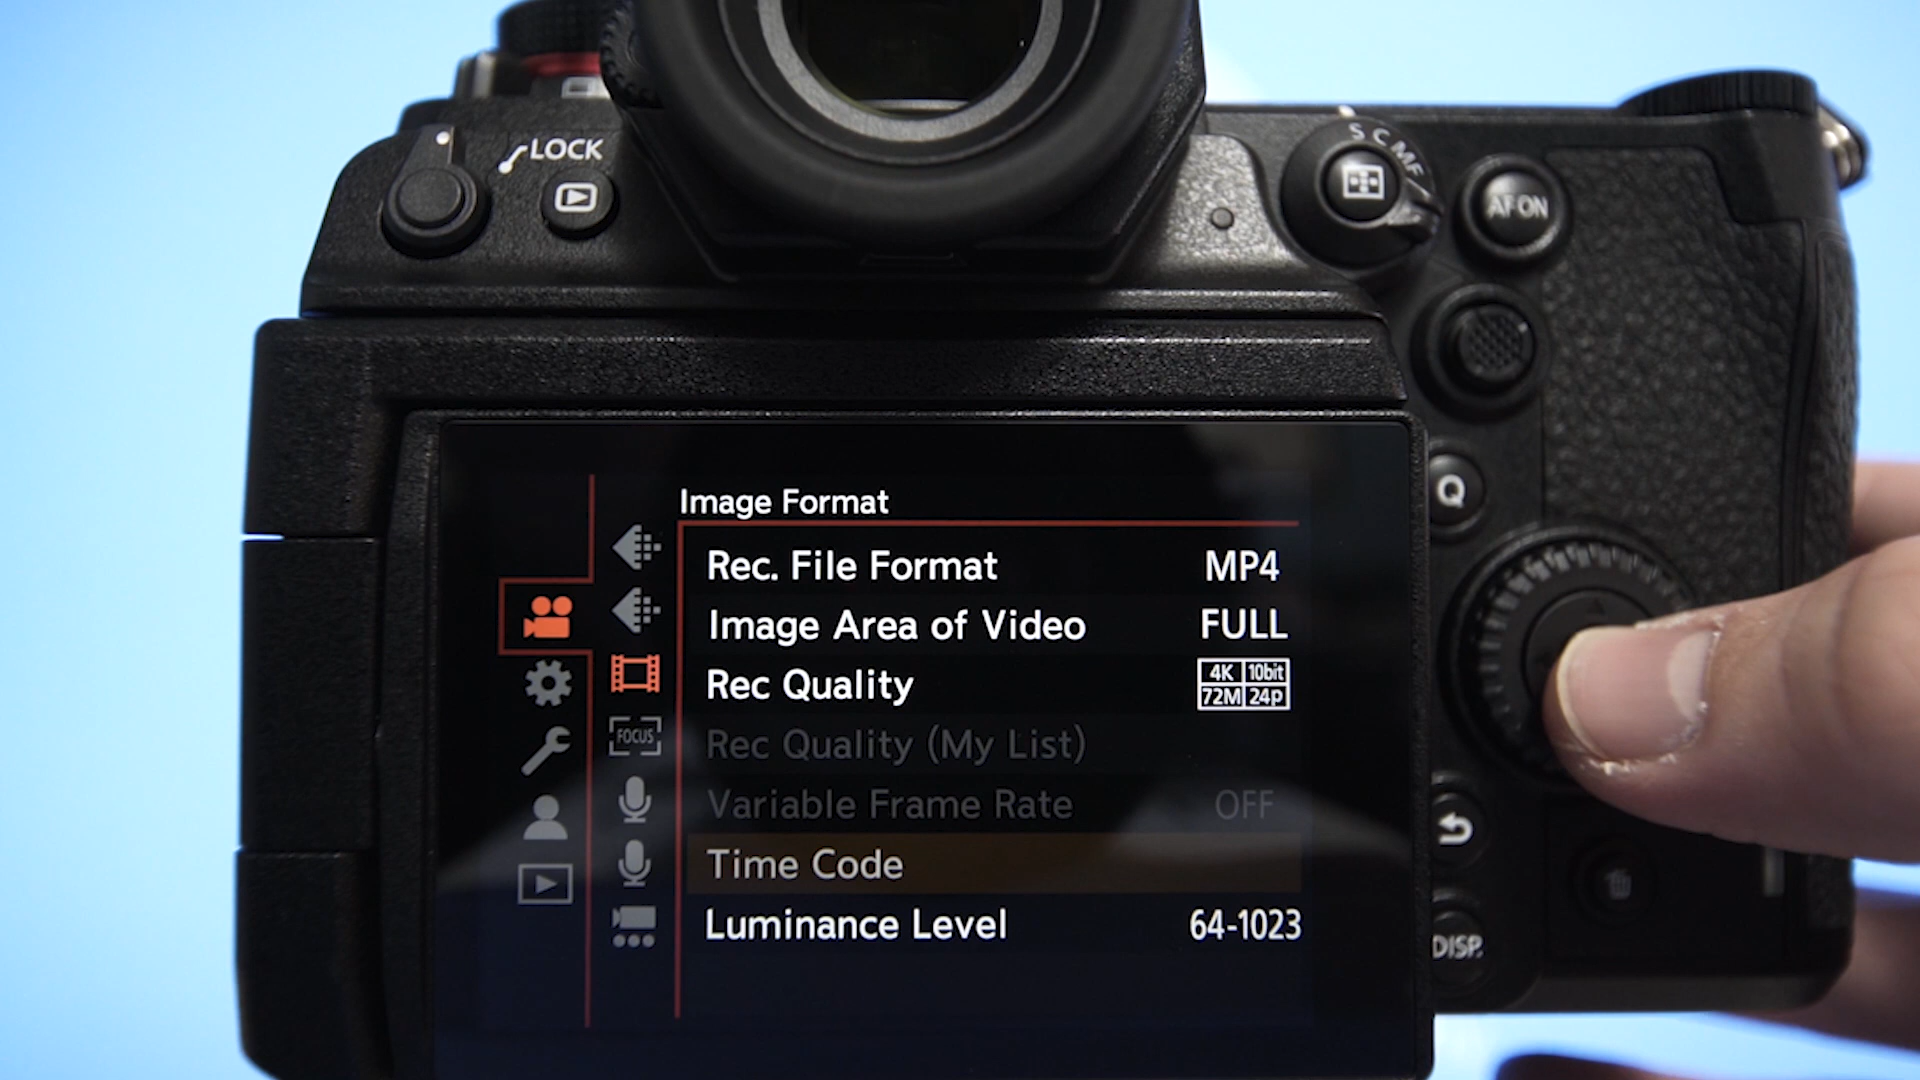 LOCK
S C MF
AF ON
Q
Image Format
Rec. File Format MP4
Image Area of Video FULL
Rec Quality 4K 10bit 72M 24p
FOCUS
Rec Quality (My List)
Variable Frame Rate OFF
Time Code
Luminance Level 64-1023
DISP.